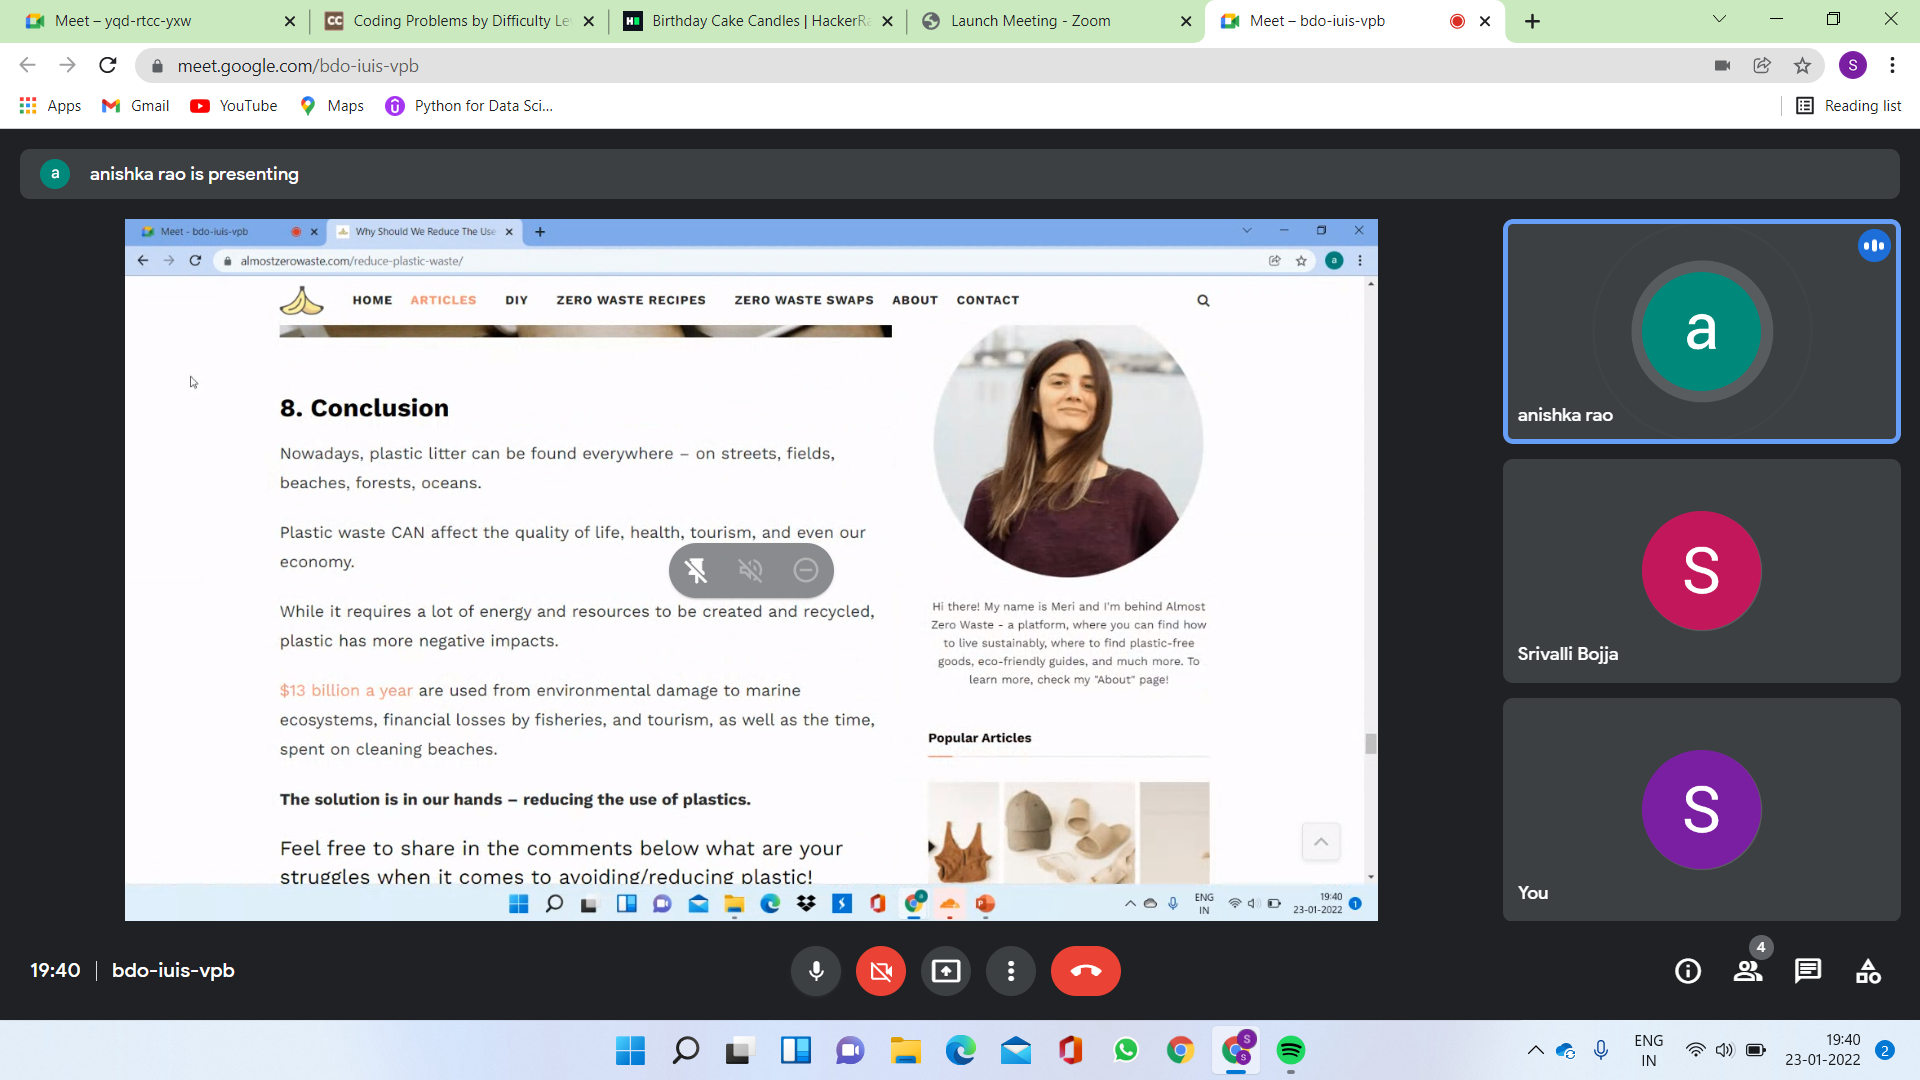 Meet – yqd-rtcc-yxw
Coding Problems by Difficulty Le
Birthday Cake Candles | HackerRa
Launch Meeting - Zoom
Meet – bdo-iuis-vpb
meet.google.com/bdo-iuis-vpb
S
Apps
Gmail
YouTube
Maps
Python for Data Sci...
Reading list
a
anishka rao is presenting
Meet - bdo-iuis-vpb
Why Should We Reduce The Use
almostzerowaste.com/reduce-plastic-waste/
a
HOME
ARTICLES
DIY
ZERO WASTE RECIPES
ZERO WASTE SWAPS
ABOUT
CONTACT
8. Conclusion
Nowadays, plastic litter can be found everywhere – on streets, fields,
beaches, forests, oceans.
Plastic waste CAN affect the quality of life, health, tourism, and even our
economy.
While it requires a lot of energy and resources to be created and recycled,
plastic has more negative impacts.
$13 billion a year are used from environmental damage to marine
ecosystems, financial losses by fisheries, and tourism, as well as the time,
spent on cleaning beaches.
The solution is in our hands – reducing the use of plastics.
Feel free to share in the comments below what are your
struggles when it comes to avoiding/reducing plastic!
Hi there! My name is Meri and I'm behind Almost
Zero Waste - a platform, where you can find how
to live sustainably, where to find plastic-free
goods, eco-friendly guides, and much more. To
learn more, check my "About" page!
Popular Articles
ENG
IN
19:40
23-01-2022
1
a
anishka rao
S
Srivalli Bojja
S
You
19:40 | bdo-iuis-vpb
4
ENG
IN
19:40
23-01-2022
2